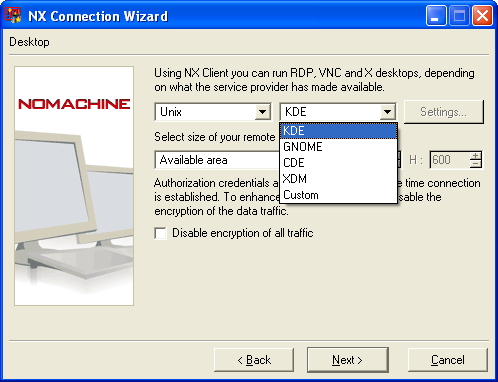 NX Connection Wizard
Desktop
Using NX Client you can run RDP, VNC and X desktops, depending
on what the service provider has made available.
NOMACHINE
Unix KDE Settings...
KDE
Select size of your remote
GNOME
Available area H : 600
CDE
XDM
Authorization credentials a e time connection
Custom
is established. To enhance sable the
encryption of the data traffic.
Disable encryption of all traffic
< Back Next > Cancel